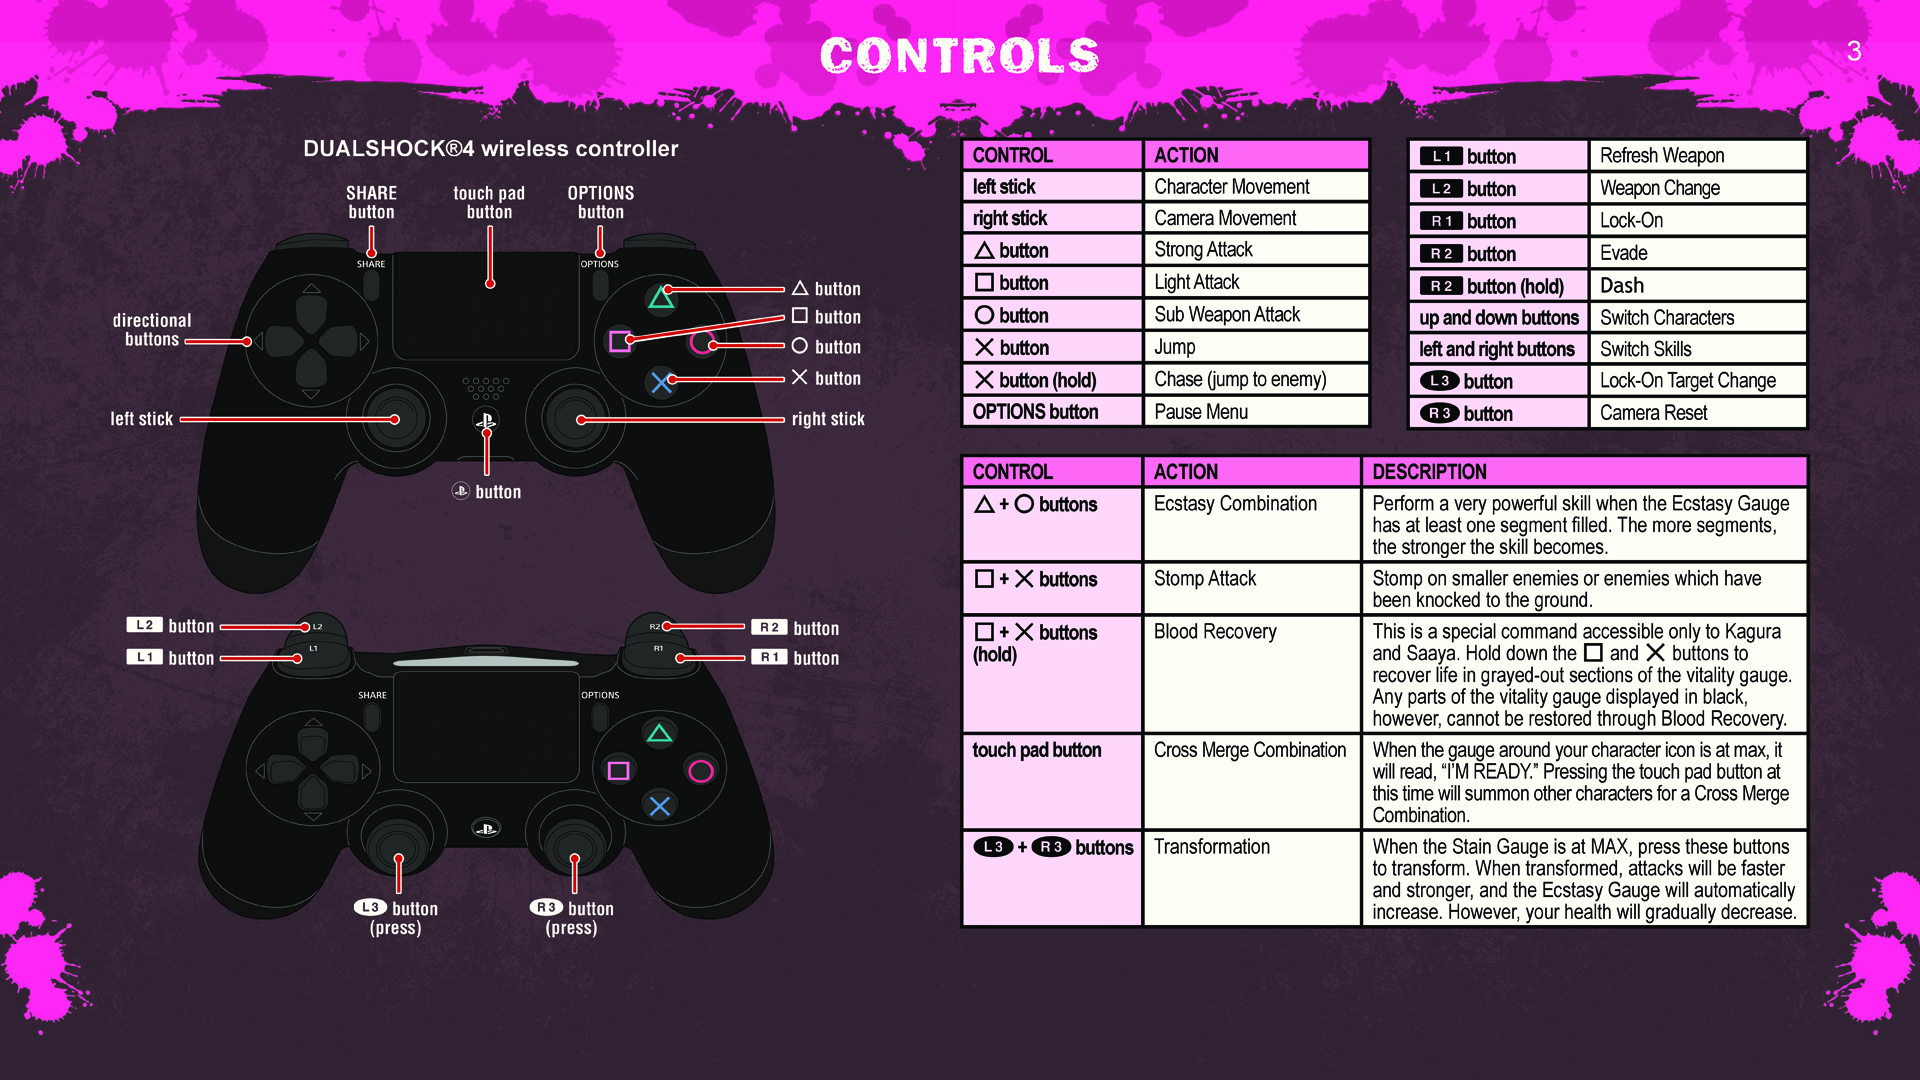 CONTROLS
3
DUALSHOCK®4 wireless controller
SHARE
button
touch pad
button
OPTIONS
button
SHARE
OPTIONS
directional
buttons
left stick
△ button
□ button
○ button
✕ button
right stick
button
L2 button
L1 button
L2
L1
R2
R1
R2 button
R1 button
SHARE
OPTIONS
L3 button
(press)
R3 button
(press)
CONTROL ACTION
left stick Character Movement
right stick Camera Movement
△ button Strong Attack
□ button Light Attack
○ button Sub Weapon Attack
✕ button Jump
✕ button (hold) Chase (jump to enemy)
OPTIONS button Pause Menu
L1 button Refresh Weapon
L2 button Weapon Change
R1 button Lock-On
R2 button Evade
R2 button (hold) Dash
up and down buttons Switch Characters
left and right buttons Switch Skills
L3 button Lock-On Target Change
R3 button Camera Reset
CONTROL ACTION DESCRIPTION
△ + ○ buttons Ecstasy Combination Perform a very powerful skill when the Ecstasy Gauge
has at least one segment filled. The more segments,
the stronger the skill becomes.
□ + ✕ buttons Stomp Attack Stomp on smaller enemies or enemies which have
been knocked to the ground.
□ + ✕ buttons Blood Recovery This is a special command accessible only to Kagura
(hold) and Saaya. Hold down the □ and ✕ buttons to
recover life in grayed-out sections of the vitality gauge.
Any parts of the vitality gauge displayed in black,
however, cannot be restored through Blood Recovery.
touch pad button Cross Merge Combination When the gauge around your character icon is at max, it
will read, “I’M READY.” Pressing the touch pad button at
this time will summon other characters for a Cross Merge
Combination.
L3 + R3 buttons Transformation When the Stain Gauge is at MAX, press these buttons
to transform. When transformed, attacks will be faster
and stronger, and the Ecstasy Gauge will automatically
increase. However, your health will gradually decrease.